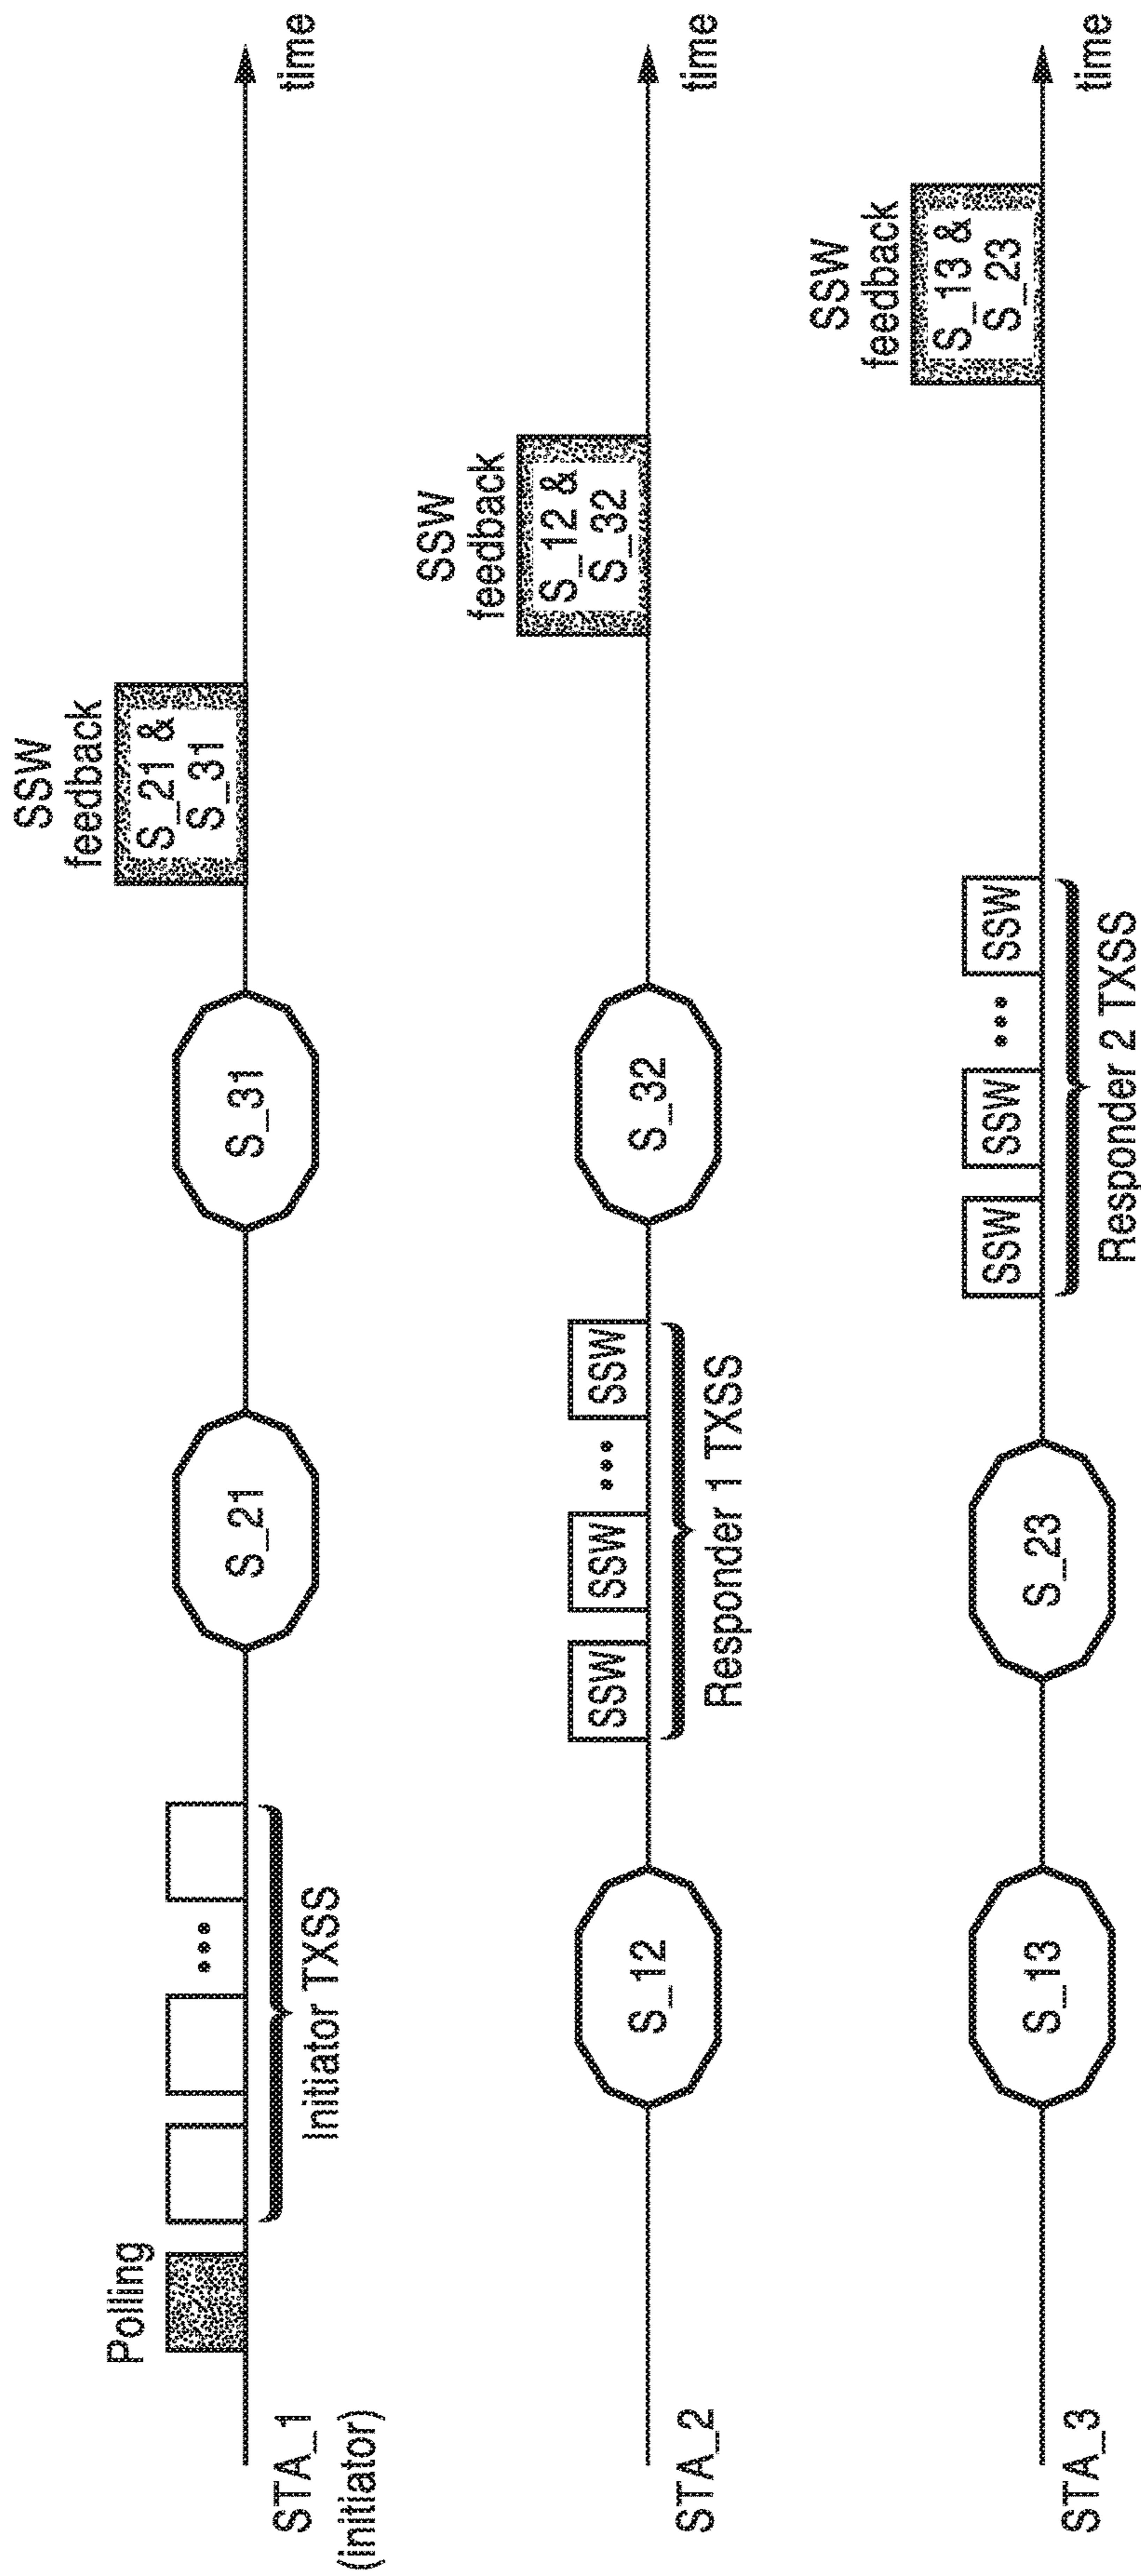 Polling
Initiator TXSS
S_21
S_31
SSW
feedback
S_21 &
S_31
time
STA_1
(initiator)
S_12
SSW
SSW
SSW
Responder 1 TXSS
S_32
SSW
feedback
S_12 &
S_32
time
STA_2
S_13
S_23
SSW
SSW
SSW
Responder 2 TXSS
SSW
feedback
S_13 &
S_23
time
STA_3